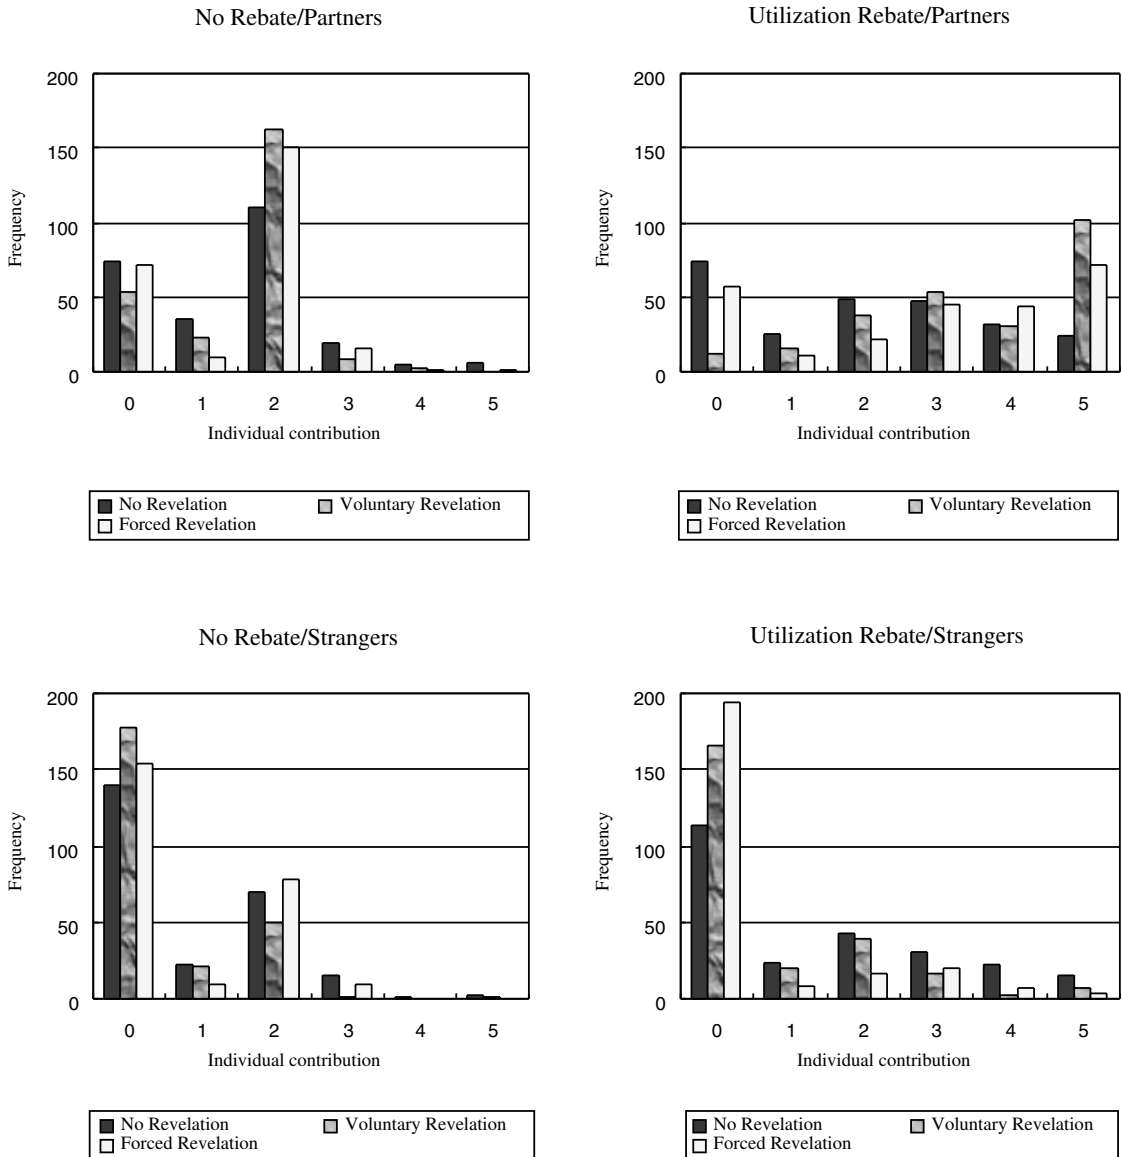 No Rebate/Partners
200
150
100
50
0
Frequency
0 1 2 3 4 5
Individual contribution
No Revelation Voluntary Revelation
Forced Revelation
Utilization Rebate/Partners
200
150
100
50
0
Frequency
0 1 2 3 4 5
Individual contribution
No Revelation Voluntary Revelation
Forced Revelation
No Rebate/Strangers
200
150
100
50
0
Frequency
0 1 2 3 4 5
Individual contribution
No Revelation Voluntary Revelation
Forced Revelation
Utilization Rebate/Strangers
200
150
100
50
0
Frequency
0 1 2 3 4 5
Individual contribution
No Revelation Voluntary Revelation
Forced Revelation